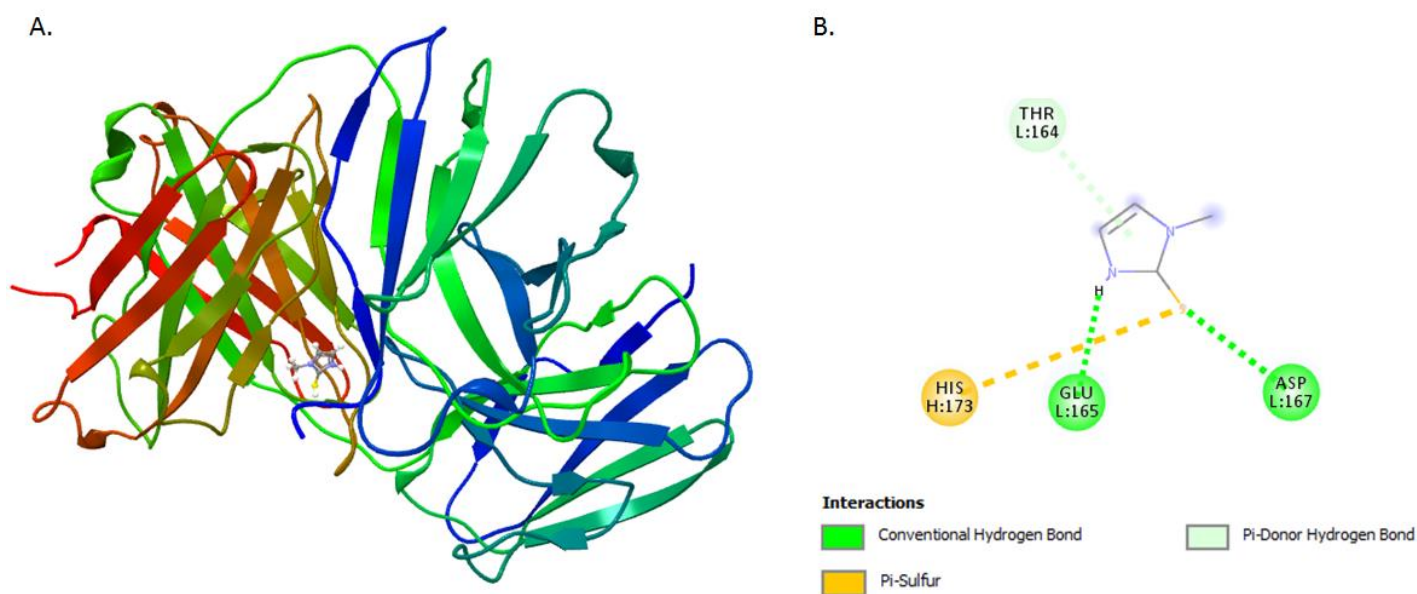 A.
B.
THR
L:164
N
N
H
S
HIS
H:173
GLU
L:165
ASP
L:167
Interactions
Conventional Hydrogen Bond
Pi-Donor Hydrogen Bond
Pi-Sulfur